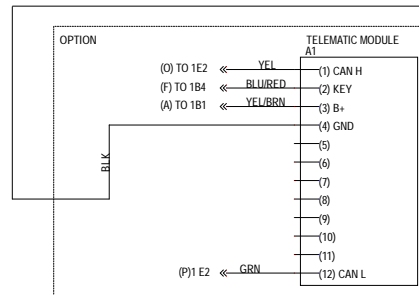 OPTION
TELEMATIC MODULE
A1
(O) TO 1E2 YEL (1) CAN H
(F) TO 1B4 BLU/RED (2) KEY
(A) TO 1B1 YEL/BRN (3) B+
(4) GND
BLK
(5)
(6)
(7)
(8)
(9)
(10)
(11)
(P)1 E2 GRN (12) CAN L